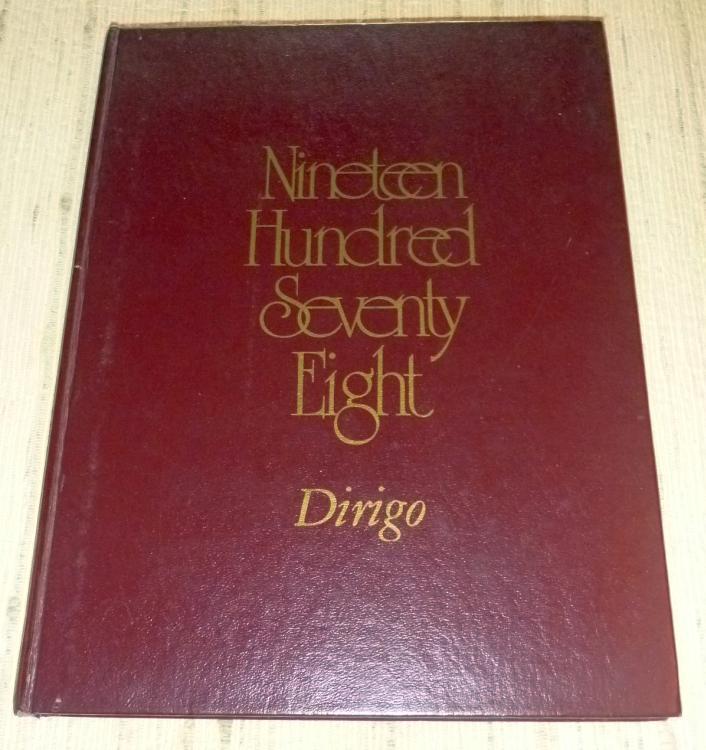 Nineteen
Hundred
Seventy
Eight
Dirigo